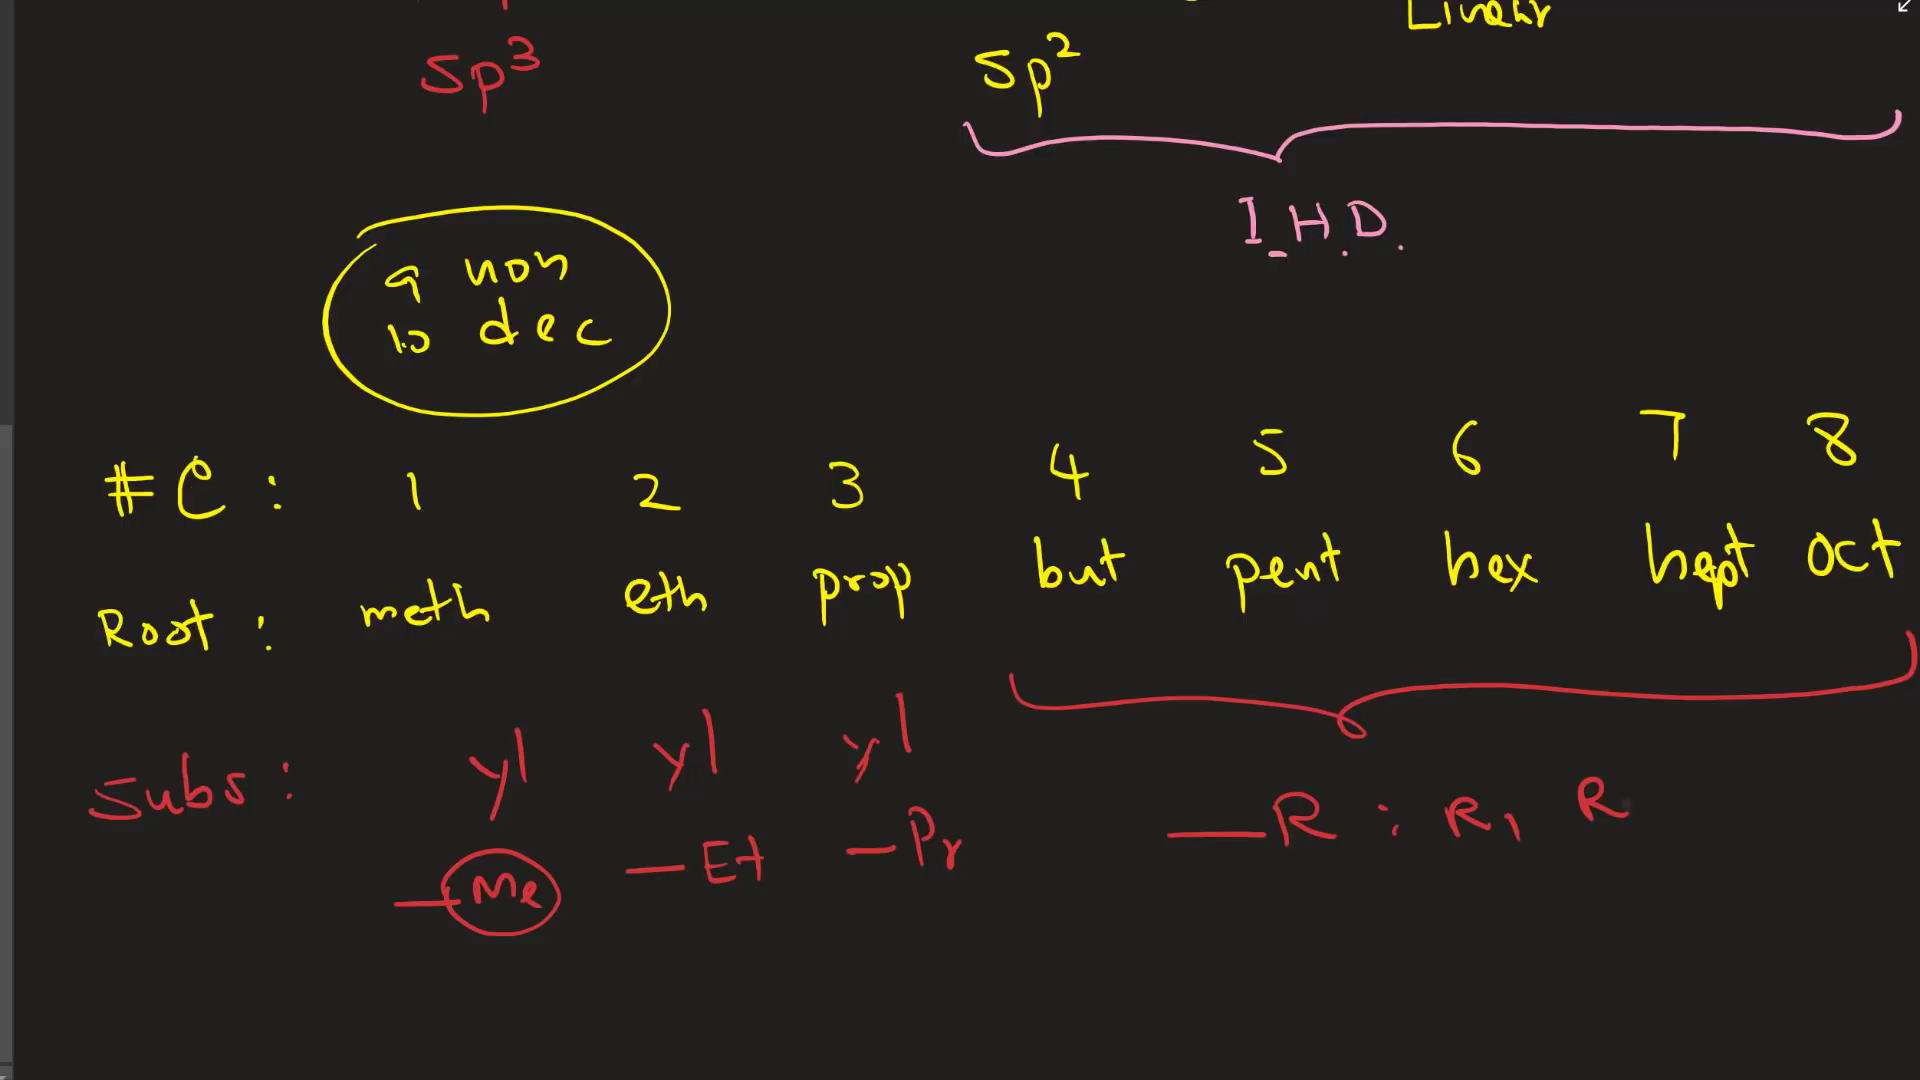 Linear
Sp³ Sp²
I.H.D.
9 non
10 dec
#C: 1 2 3 4 5 6 7 8
Root: meth eth prop but pent hex hept oct
Subs: yl yl yl
—Me —Et —Pr —R : R, R